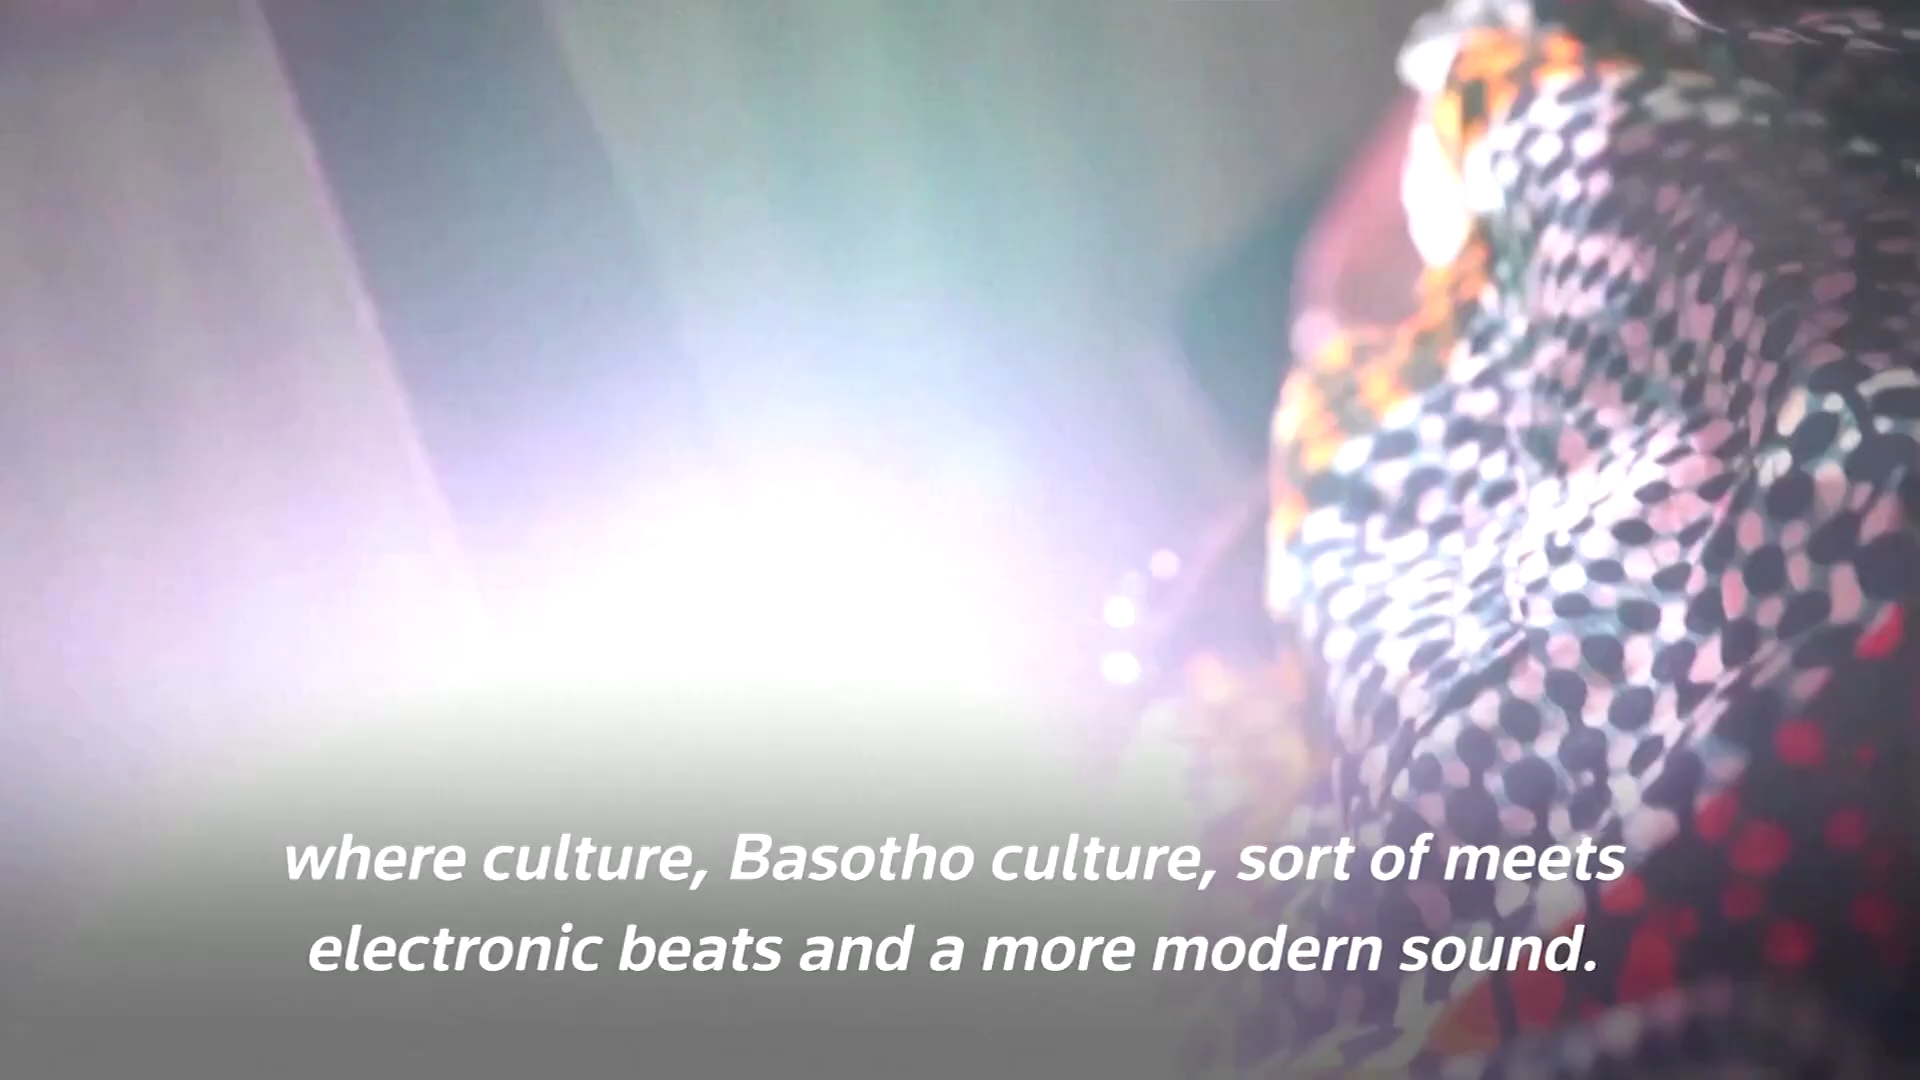 where culture, Basotho culture, sort of meets
electronic beats and a more modern sound.